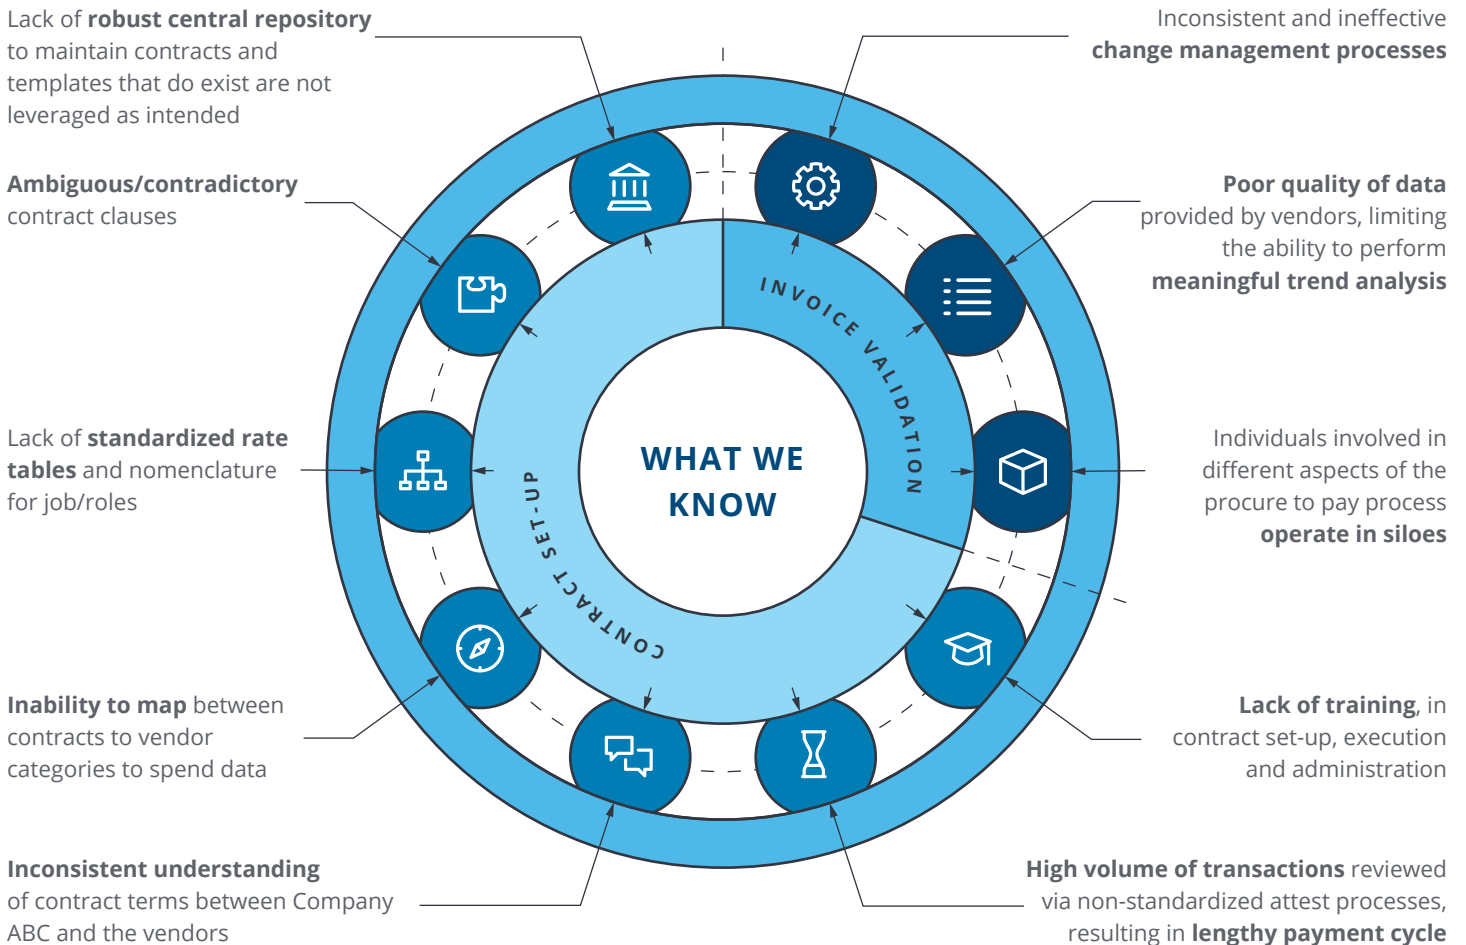 Lack of robust central repository
to maintain contracts and
templates that do exist are not
leveraged as intended
Ambiguous/contradictory
contract clauses
Lack of standardized rate
tables and nomenclature
for job/roles
Inability to map between
contracts to vendor
categories to spend data
Inconsistent understanding
of contract terms between Company
ABC and the vendors
WHAT WE
KNOW
INVOICE VALIDATION
CONTRACT SET-UP
Inconsistent and ineffective
change management processes
Poor quality of data
provided by vendors, limiting
the ability to perform
meaningful trend analysis
Individuals involved in
different aspects of the
procure to pay process
operate in siloes
Lack of training, in
contract set-up, execution
and administration
High volume of transactions reviewed
via non-standardized attest processes,
resulting in lengthy payment cycle